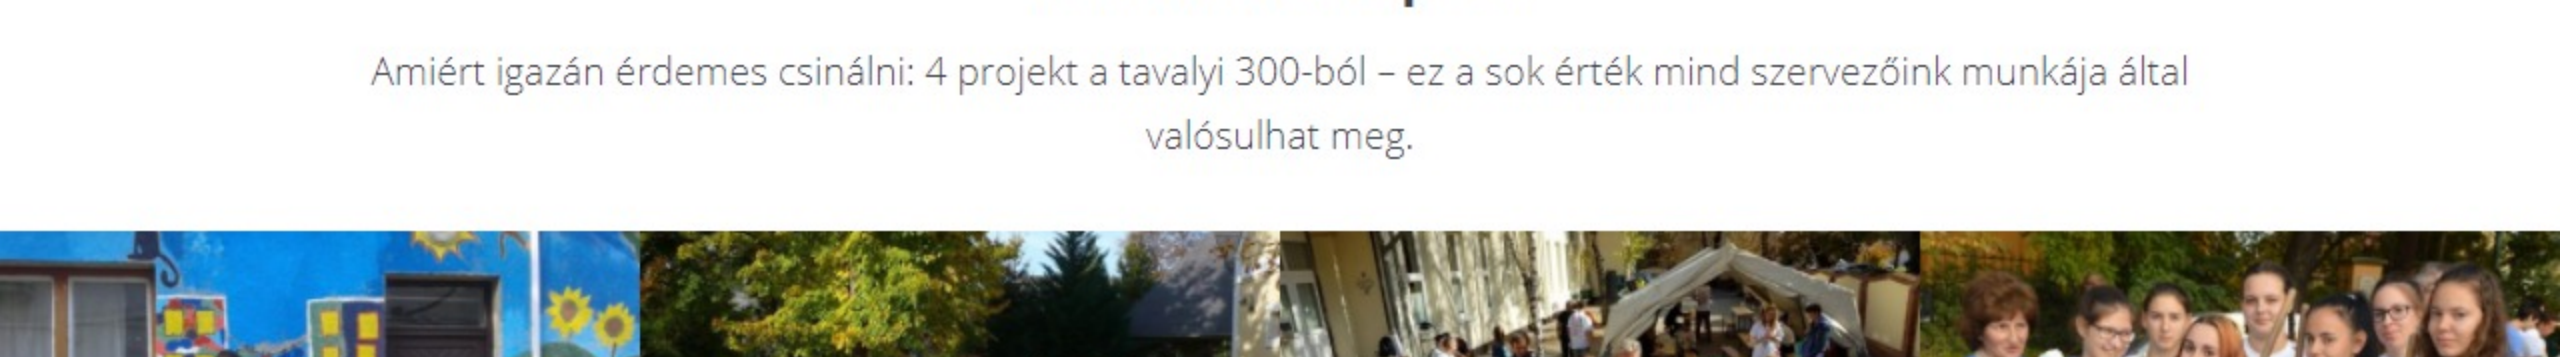 Amiért igazán érdemes csinálni: 4 projekt a tavalyi 300-ból – ez a sok érték mind szervezőink munkája által
valósulhat meg.